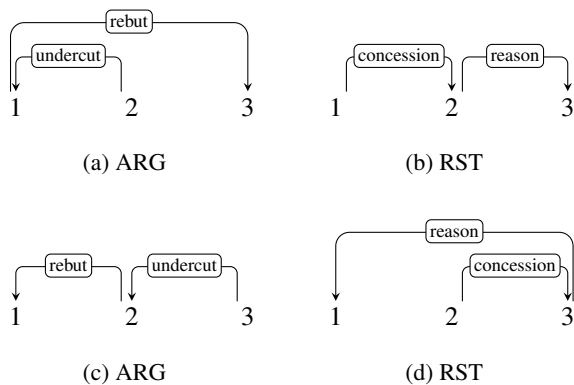 rebut
undercut concession reason
1 2 3 1 2 3
(a) ARG (b) RST
reason
rebut undercut concession
1 2 3 1 2 3
(c) ARG (d) RST